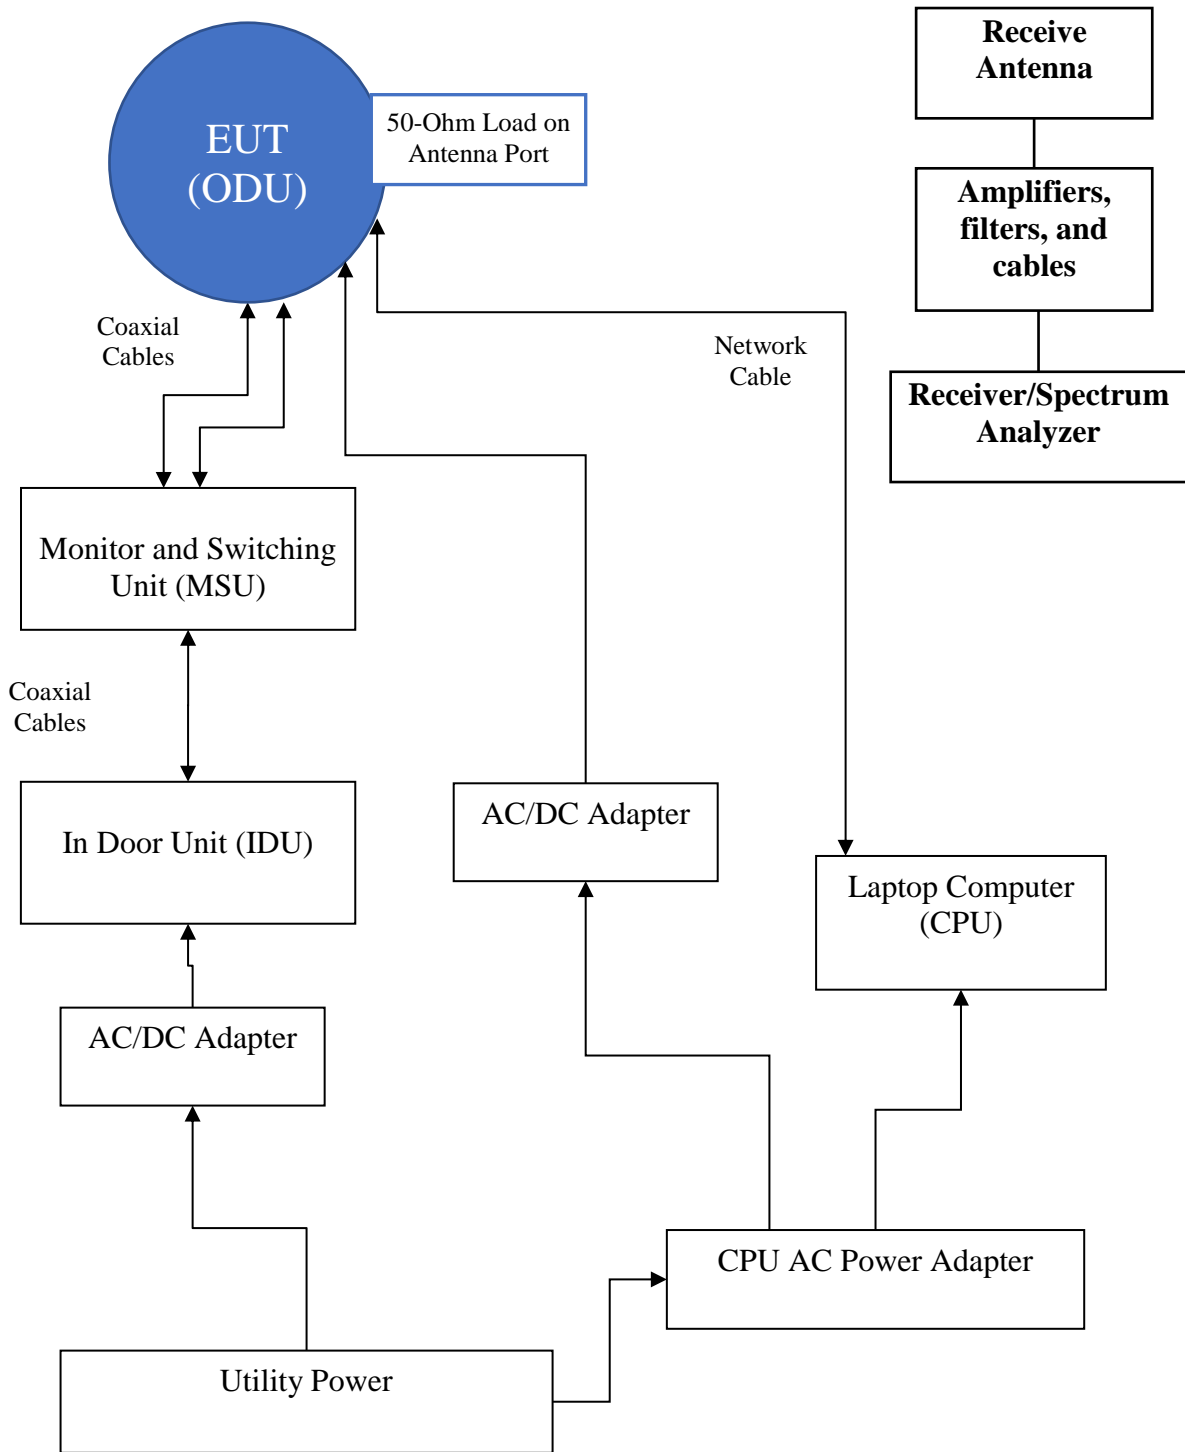 EUT
(ODU)
50-Ohm Load on
Antenna Port
Receive
Antenna
Amplifiers,
filters, and
cables
Receiver/Spectrum
Analyzer
Coaxial
Cables
Network
Cable
Monitor and Switching
Unit (MSU)
Coaxial
Cables
In Door Unit (IDU)
AC/DC Adapter
Laptop Computer
(CPU)
AC/DC Adapter
CPU AC Power Adapter
Utility Power